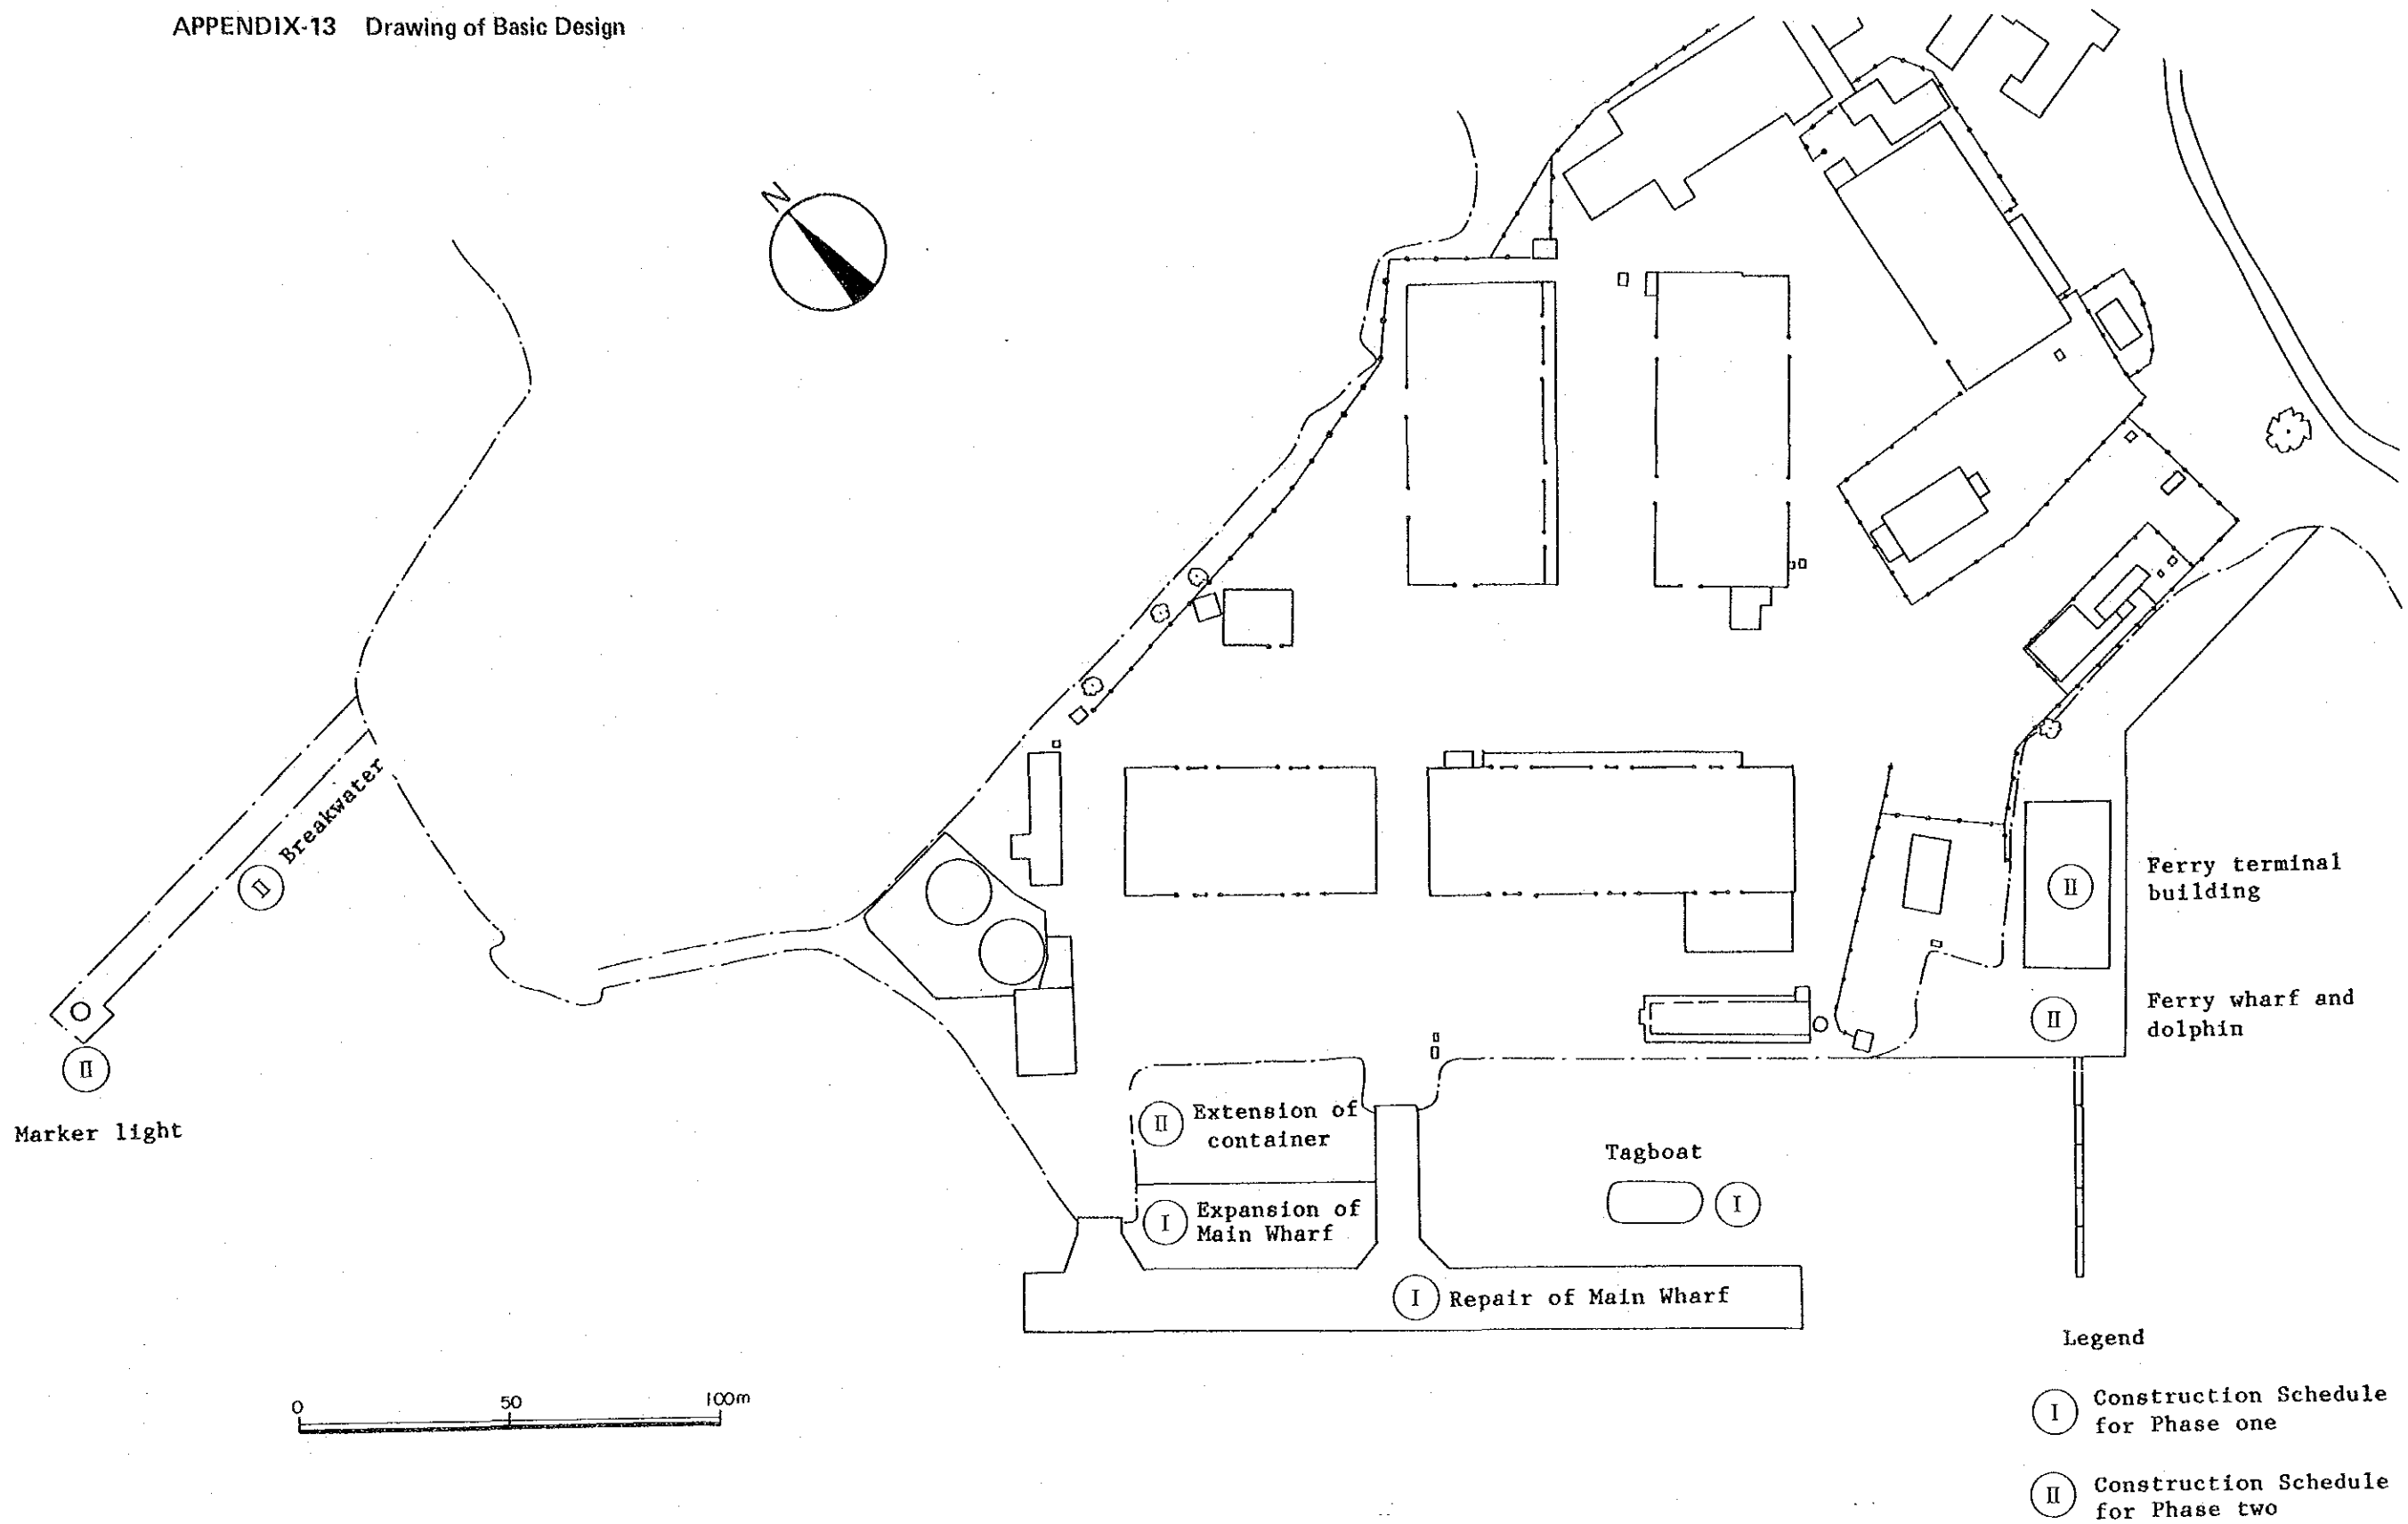 APPENDIX-13 Drawing of Basic Design
N
Breakwater
II
II
Marker light
II
Ferry terminal
building
II
Ferry wharf and
dolphin
II
Extension of
container
I
Expansion of
Main Wharf
Tagboat
I
I
Repair of Main Wharf
0 50 100m
Legend
I
Construction Schedule
for Phase one
II
Construction Schedule
for Phase two